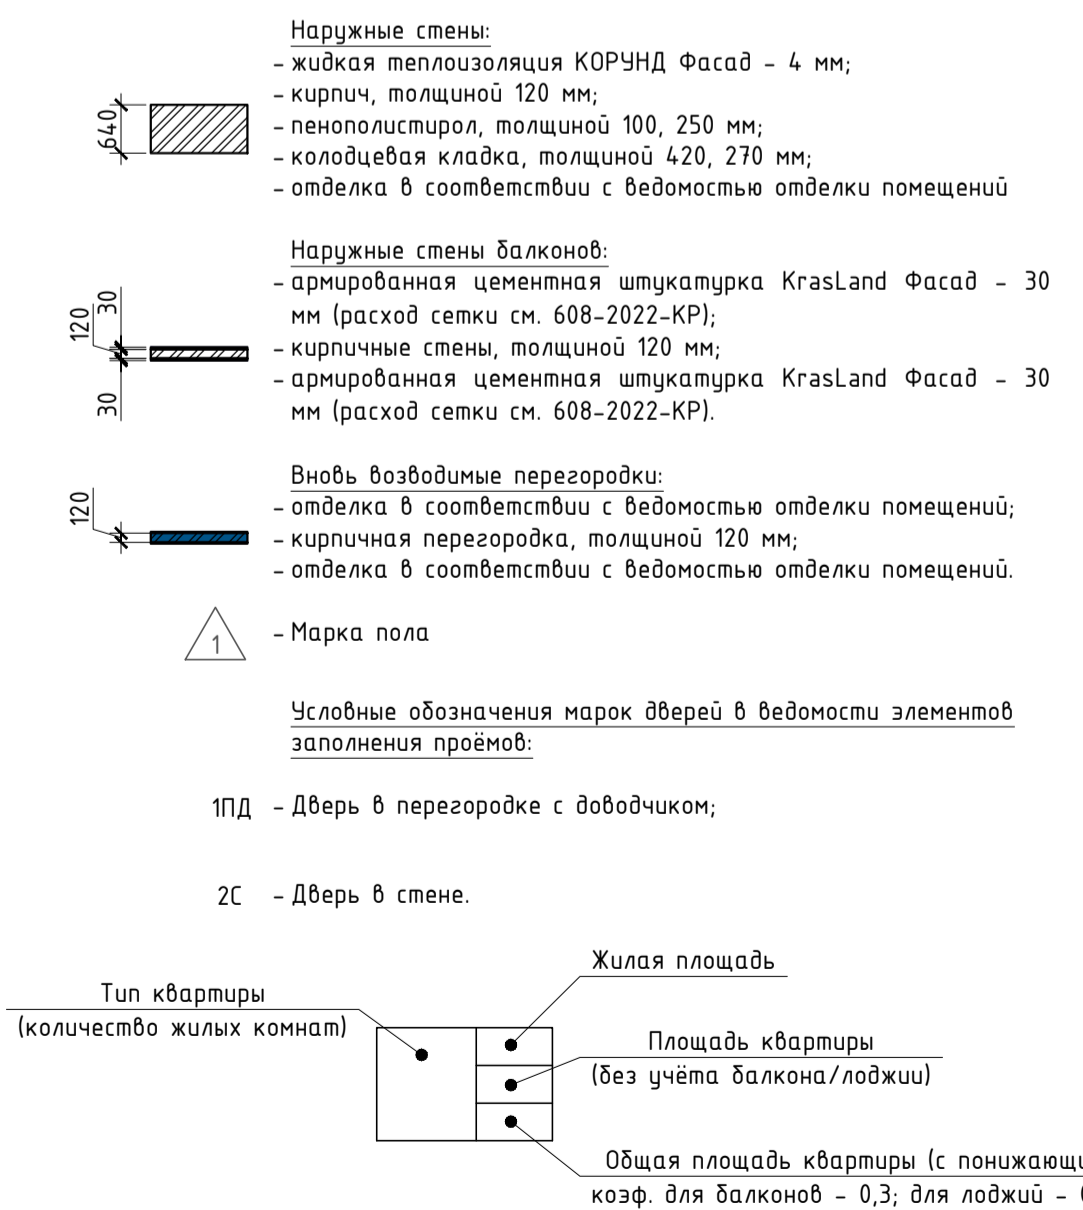 Наружные стены:
- жидкая теплоизоляция КОРУНД Фасад - 4 мм;
- кирпич, толщиной 120 мм;
640
- пенополистирол, толщиной 100, 250 мм;
- колодцевая кладка, толщиной 420, 270 мм;
- отделка в соответствии с ведомостью отделки помещений
Наружные стены балконов:
- армированная цементная штукатурка KrasLand Фасад - 30
мм (расход сетки см. 608-2022-КР);
120
30
- кирпичные стены, толщиной 120 мм;
- армированная цементная штукатурка KrasLand Фасад - 30
30
мм (расход сетки см. 608-2022-КР).
Вновь возводимые перегородки:
120
- отделка в соответствии с ведомостью отделки помещений;
- кирпичная перегородка, толщиной 120 мм;
- отделка в соответствии с ведомостью отделки помещений.
1
- Марка пола
Условные обозначения марок дверей в ведомости элементов
заполнения проёмов:
1ПД - Дверь в перегородке с доводчиком;
2С - Дверь в стене.
Жилая площадь
Тип квартиры
(количество жилых комнат)
Площадь квартиры
(без учёта балкона/лоджии)
Общая площадь квартиры (с
коэф. для балконов - 0,3; для лоджий -